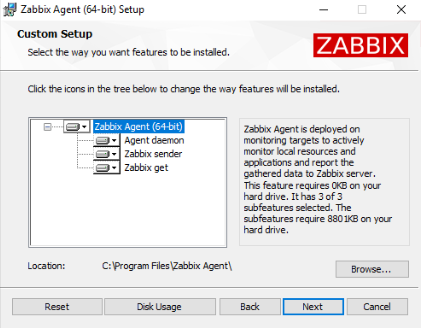 Zabbix Agent (64-bit) Setup
Custom Setup
Select the way you want features to be installed.
ZABBIX
Click the icons in the tree below to change the way features will be installed.
Zabbix Agent (64-bit)
Agent daemon
Zabbix sender
Zabbix get
Zabbix Agent is deployed on
monitoring targets to actively
monitor local resources and
applications and report the
gathered data to Zabbix server.
This feature requires 0KB on your
hard drive. It has 3 of 3
subfeatures selected. The
subfeatures require 8801KB on your
hard drive.
Location: C:\Program Files\Zabbix Agent\
Browse...
Reset Disk Usage Back Next Cancel